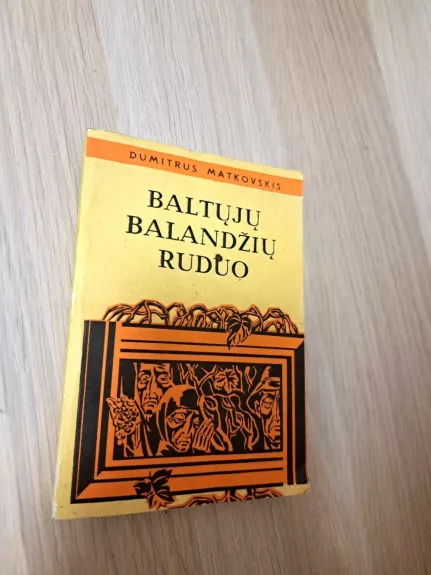 DUMITRUS MATKOVSKIS
BALTŲJŲ
BALANDŽIŲ
RUDUO